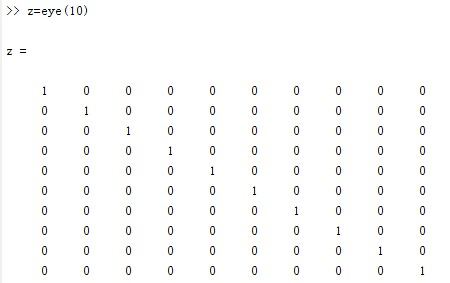 >> z=eye(10)
z =
1 0 0 0 0 0 0 0 0 0
0 1 0 0 0 0 0 0 0 0
0 0 1 0 0 0 0 0 0 0
0 0 0 1 0 0 0 0 0 0
0 0 0 0 1 0 0 0 0 0
0 0 0 0 0 1 0 0 0 0
0 0 0 0 0 0 1 0 0 0
0 0 0 0 0 0 0 1 0 0
0 0 0 0 0 0 0 0 1 0
0 0 0 0 0 0 0 0 0 1